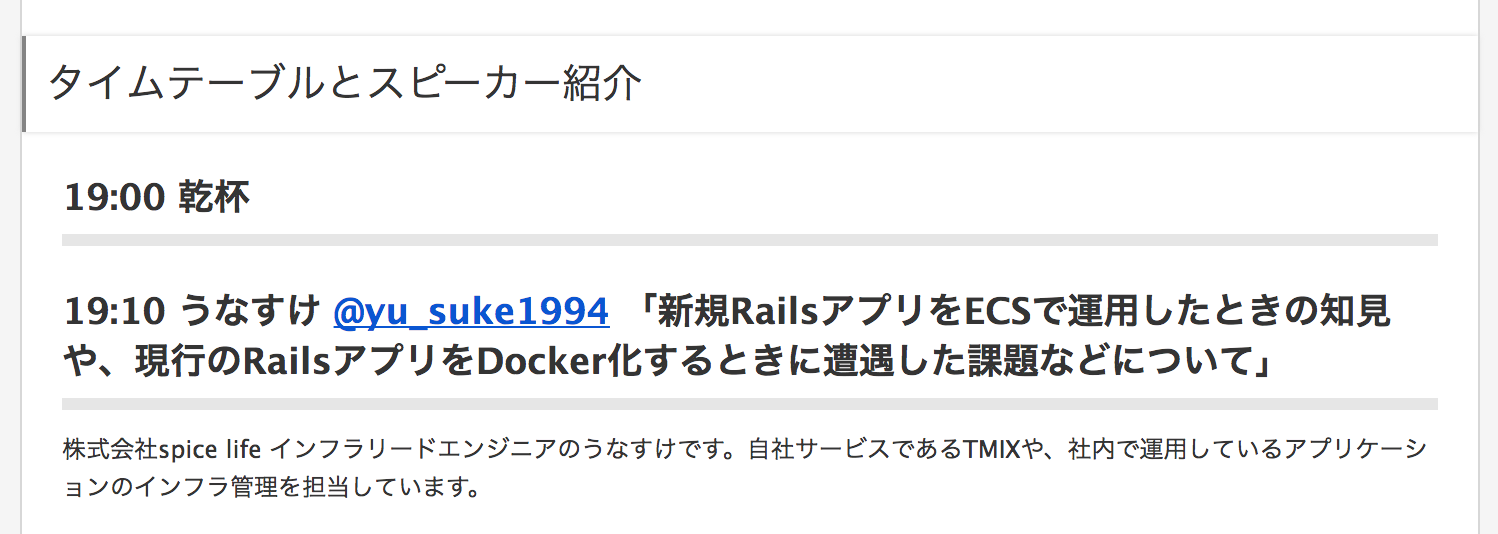 タイムテーブルとスピーカー紹介
19:00 乾杯
19:10 うなすけ @yu_suke1994 「新規RailsアプリをECSで運用したときの知見
や、現行のRailsアプリをDocker化するときに遭遇した課題などについて」
株式会社spice life インフラリードエンジニアのうなすけです。自社サービスであるTMIXや、社内で運用しているアプリケーシ
ョンのインフラ管理を担当しています。